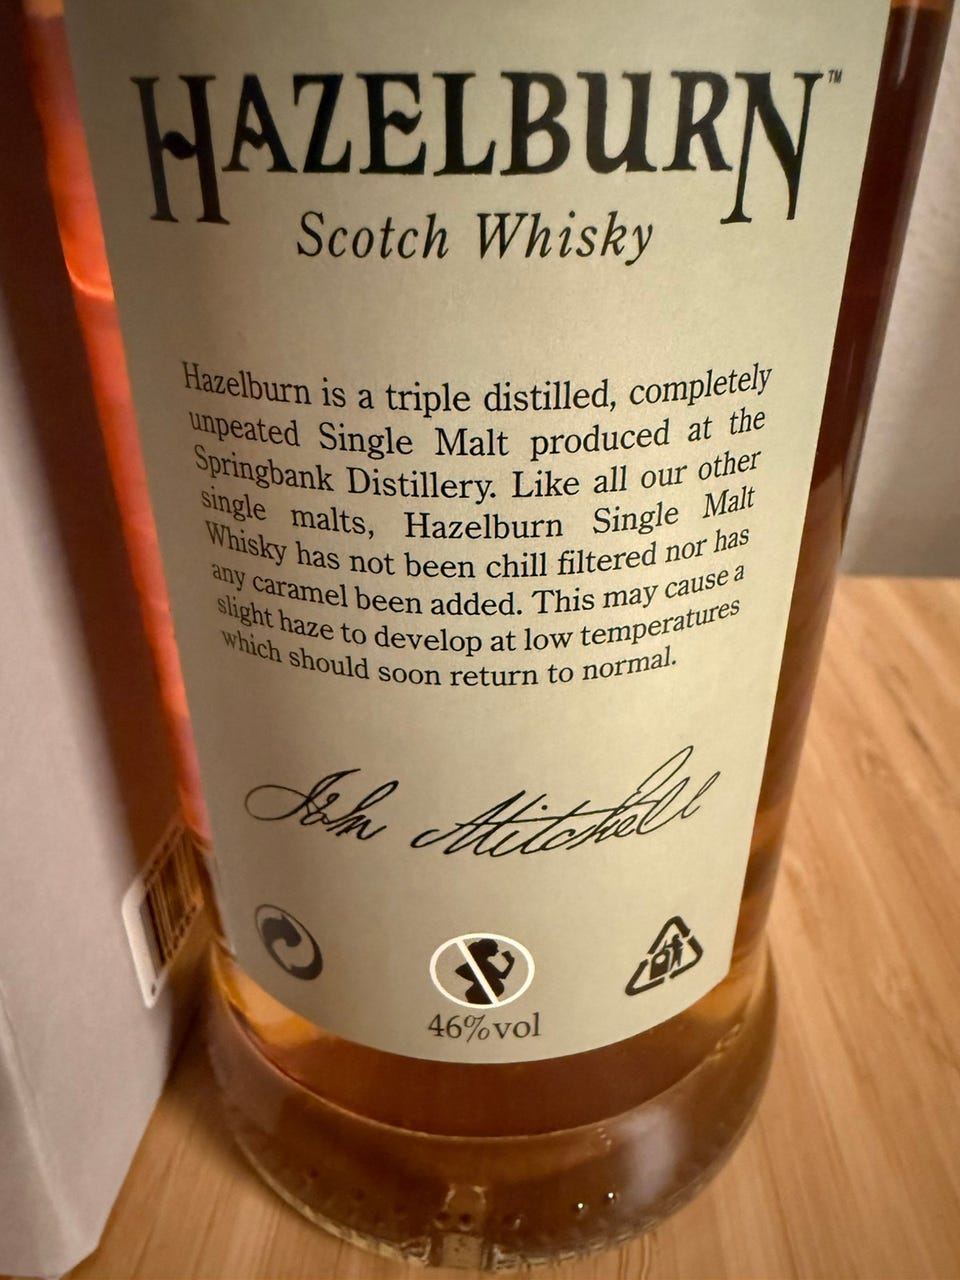 HAZELBURN™
Scotch Whisky
Hazelburn is a triple distilled, completely
unpeated Single Malt produced at the
Springbank Distillery. Like all our other
single malts, Hazelburn Single Malt
Whisky has not been chill filtered nor has
any caramel been added. This may cause a
slight haze to develop at low temperatures
which should soon return to normal.
John Mitchell
46%vol